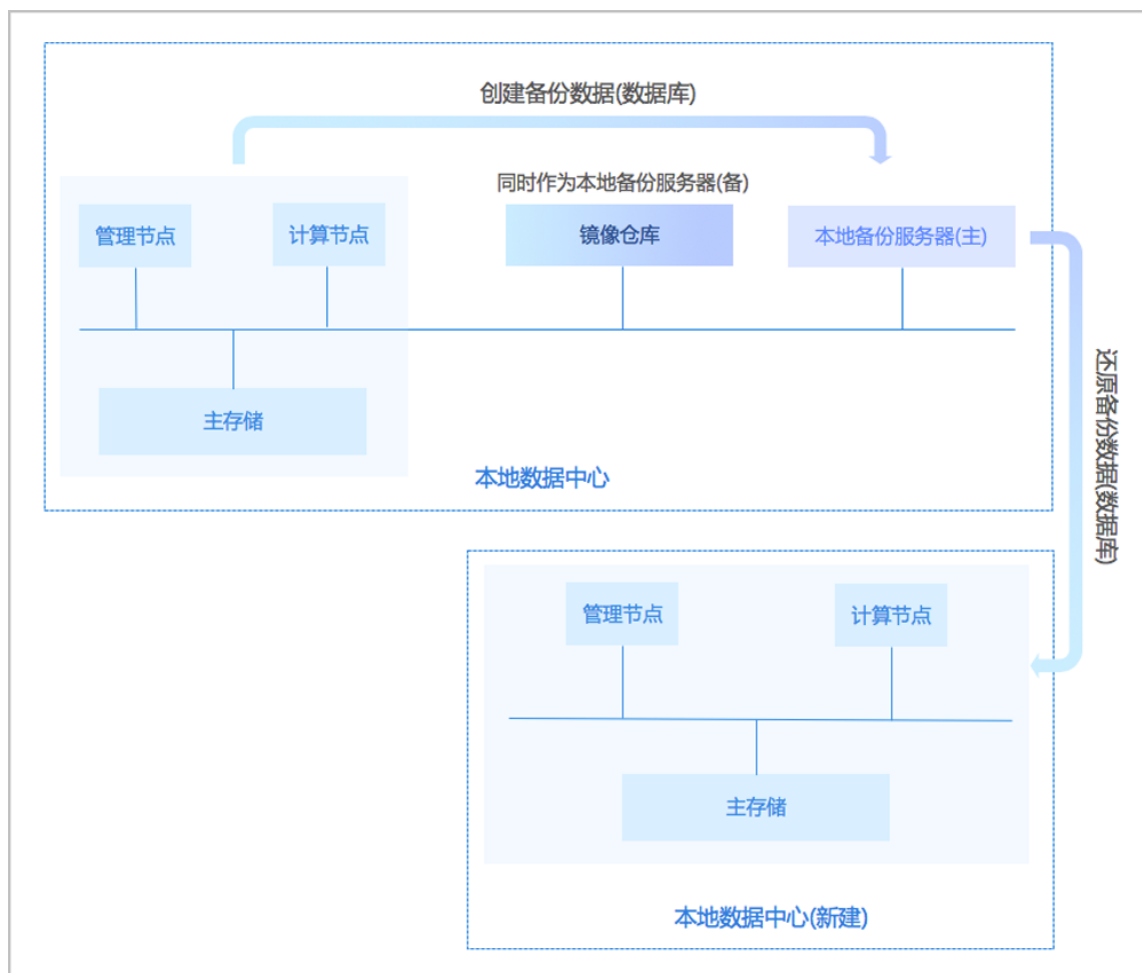 创建备份数据(数据库)
同时作为本地备份服务器(备)
管理节点
计算节点
镜像仓库
本地备份服务器(主)
主存储
本地数据中心
还原备份数据(数据库)
管理节点
计算节点
主存储
本地数据中心(新建)